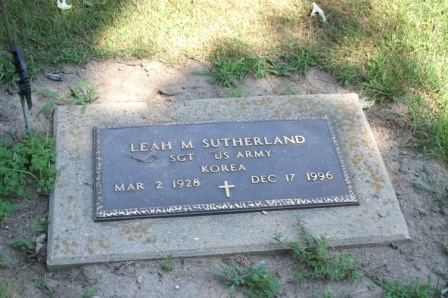 LEAH M SUTHERLAND
SGT US ARMY
KOREA
MAR 2 1928 DEC 17 1996